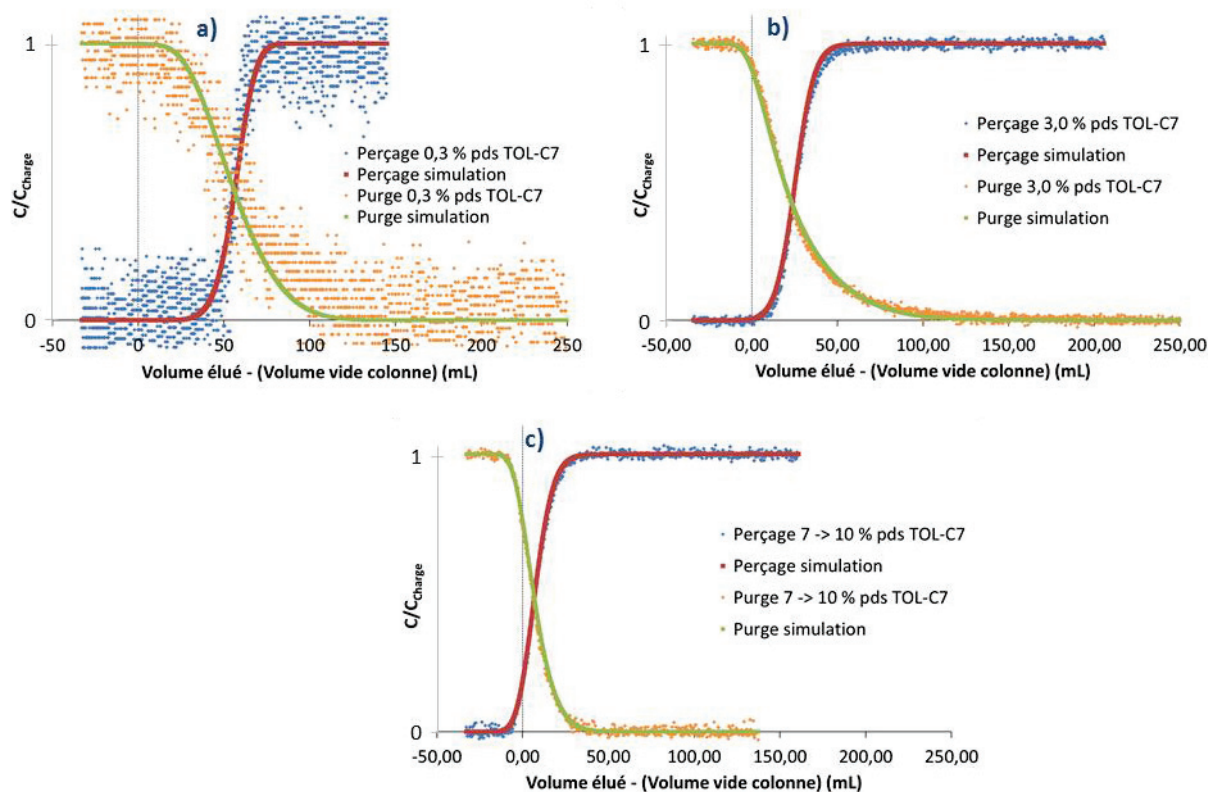 a)
1
C/C_Charge
0
Perçage 0,3 % pds TOL-C7
Perçage simulation
Purge 0,3 % pds TOL-C7
Purge simulation
-50 0 50 100 150 200 250
Volume élué - (Volume vide colonne) (mL)
b)
1
C/C_Charge
0
Perçage 3,0 % pds TOL-C7
Perçage simulation
Purge 3,0 % pds TOL-C7
Purge simulation
-50,00 0,00 50,00 100,00 150,00 200,00 250,00
Volume élué - (Volume vide colonne) (mL)
c)
1
C/C_Charge
0
Perçage 7 -> 10 % pds TOL-C7
Perçage simulation
Purge 7 -> 10 % pds TOL-C7
Purge simulation
-50,00 0,00 50,00 100,00 150,00 200,00 250,00
Volume élué - (Volume vide colonne) (mL)